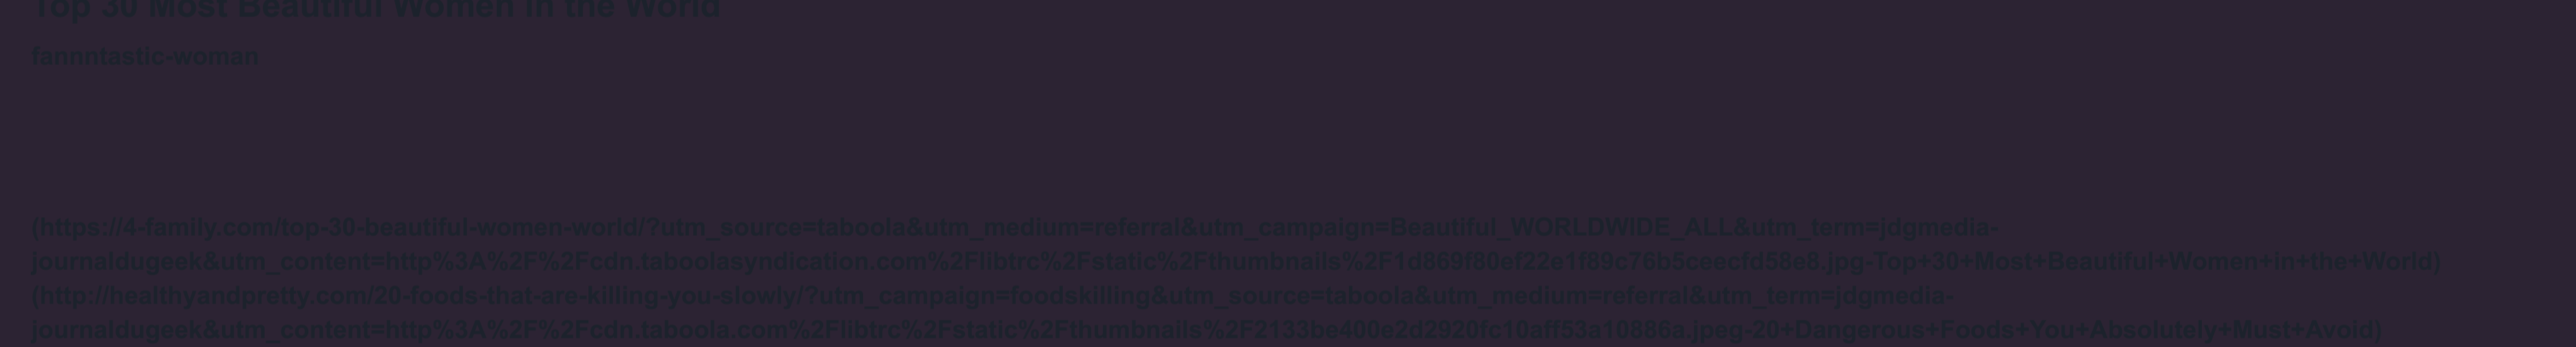 Top 30 Most Beautiful Women in the World
fannntastic-woman
(https://4-family.com/top-30-beautiful-women-world/?utm_source=taboola&utm_medium=referral&utm_campaign=Beautiful_WORLDWIDE_ALL&utm_term=jdgmedia-
journaldugeek&utm_content=http%3A%2F%2Fcdn.taboolasyndication.com%2Flibtrc%2Fstatic%2Fthumbnails%2F1d869f80ef22e1f89c76b5ceecfd58e8.jpg-Top+30+Most+Beautiful+Women+in+the+World)
(http://healthyandpretty.com/20-foods-that-are-killing-you-slowly/?utm_campaign=foodskilling&utm_source=taboola&utm_medium=referral&utm_term=jdgmedia-
journaldugeek&utm_content=http%3A%2F%2Fcdn.taboola.com%2Flibtrc%2Fstatic%2Fthumbnails%2F2133be400e2d2920fc10aff53a10886a.jpeg-20+Dangerous+Foods+You+Absolutely+Must+Avoid)